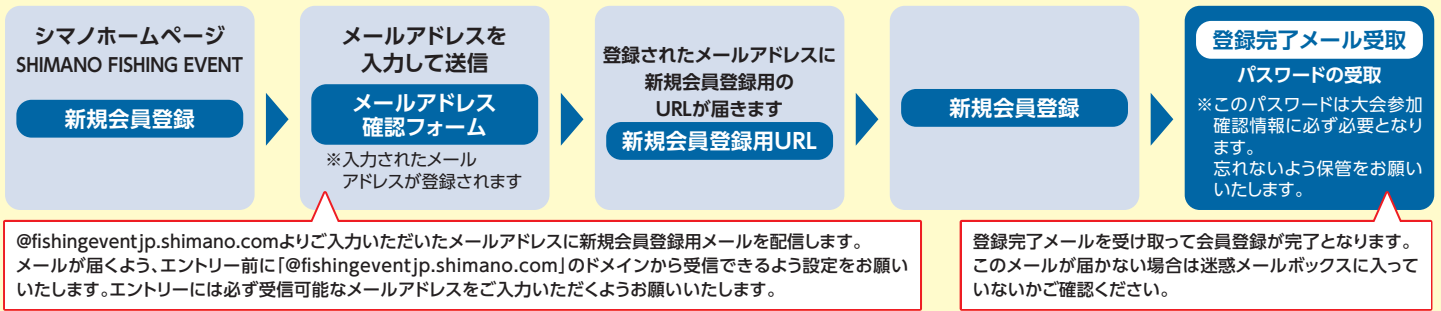 シマノホームページ
SHIMANO FISHING EVENT
新規会員登録
メールアドレスを
入力して送信
メールアドレス
確認フォーム
※入力されたメール
アドレスが登録されます
登録されたメールアドレスに
新規会員登録用の
URLが届きます
新規会員登録用URL
新規会員登録
登録完了メール受取
パスワードの受取
※このパスワードは大会参加
確認情報に必ず必要となり
ます。
忘れないよう保管をお願い
いたします。
@fishingeventjp.shimano.comよりご入力いただいたメールアドレスに新規会員登録用メールを配信します。
メールが届くよう、エントリー前に「@fishingeventjp.shimano.com」のドメインから受信できるよう設定をお願い
いたします。エントリーには必ず受信可能なメールアドレスをご入力いただくようお願いいたします。
登録完了メールを受け取って会員登録が完了となります。
このメールが届かない場合は迷惑メールボックスに入って
いないかご確認ください。